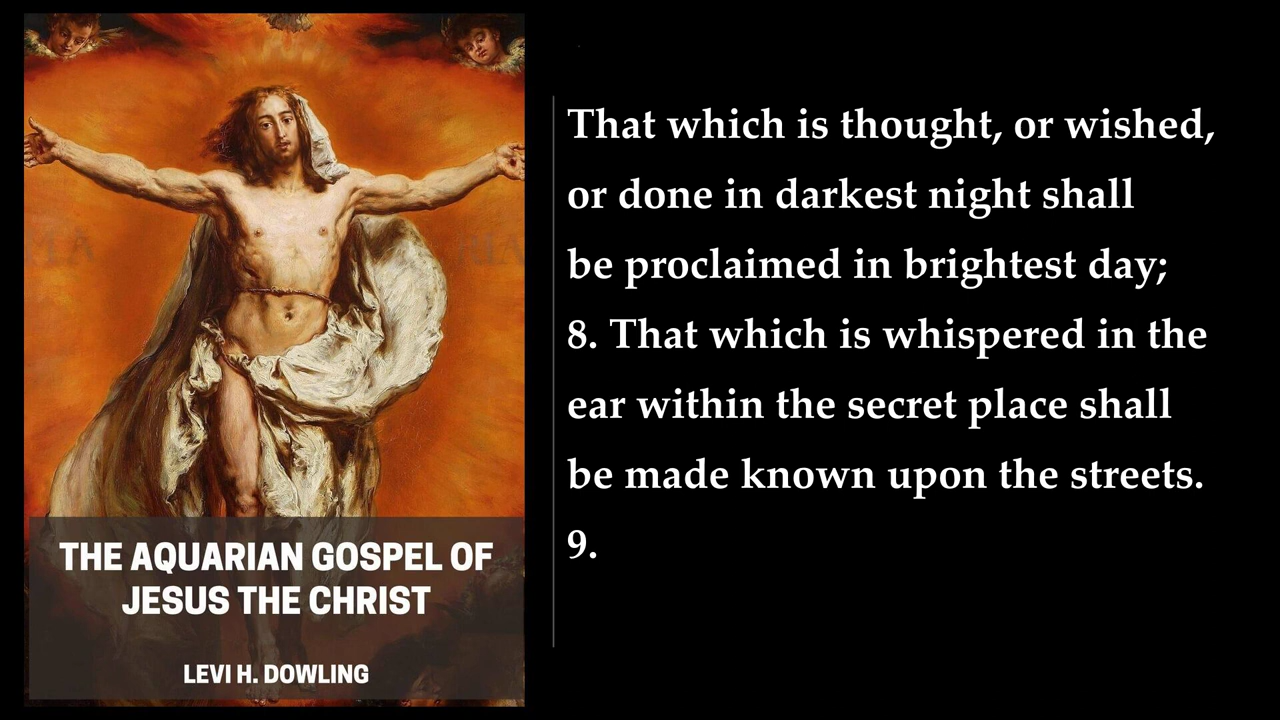 THE AQUARIAN GOSPEL OF
JESUS THE CHRIST
LEVI H. DOWLING
That which is thought, or wished,
or done in darkest night shall
be proclaimed in brightest day;
8. That which is whispered in the
ear within the secret place shall
be made known upon the streets.
9.